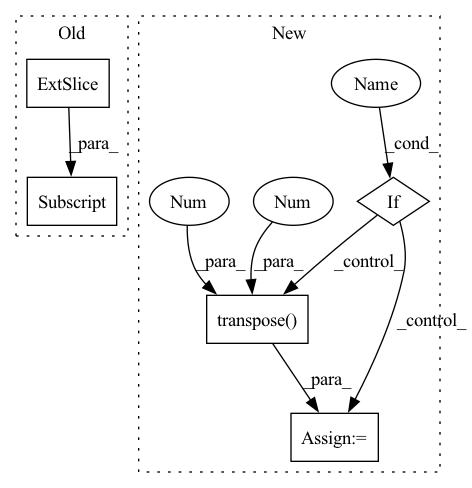 Old
New
ExtSlice
Name
_para_
_cond_
Subscript
Num
Num
If
_para_
_para_
_control_
transpose()
_control_
_para_
Assign:=